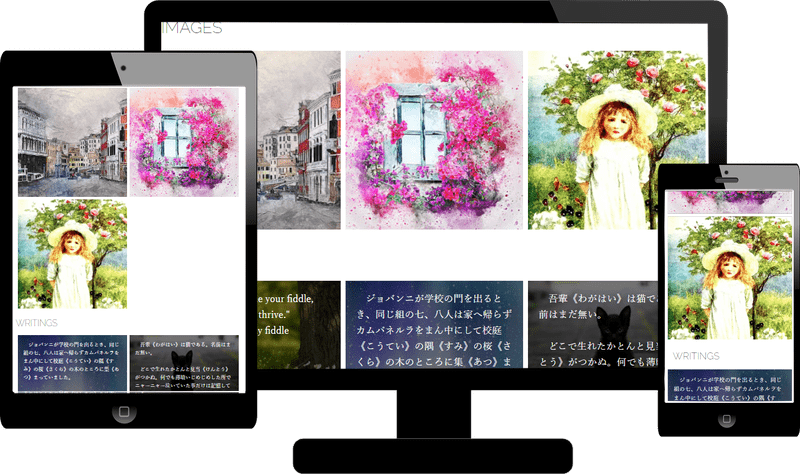 IMAGES
e your fiddle,
thrive."
y fiddle
ジョバンニが学校の門を出るとき、同じ組の七、八人は家へ帰らず
カムパネルラをまん中にして校庭
《こうてい》の隅《すみ》の桜《さ
くら》の木のところに集《あつ》ま
吾輩《わがはい》は猫であ
前はまだ無い。
どこで生れたかとんと見
とう》がつかぬ。何でも薄暗
WRITINGS
ジョバンニが学校の門を出るとき、同じ
組の七、八人は家へ帰らずカムパネルラを
まん中にして校庭《こうてい》の隅《す
み》の桜《さくら》の木のところに集《あ
つ》まっていました。
吾輩《わがはい》は猫である。名前はま
だ無い。
どこで生れたかとんと見当《けんとう》
がつかぬ。何でも薄暗いじめじめした所で
ニャーニャー泣いていた事だけは記憶して
WRITINGS
ジョバンニが学校の門を出るとき、同じ
組の七、八人は家へ帰らずカムパネルラを
まん中にして校庭《こうてい》の隅《す